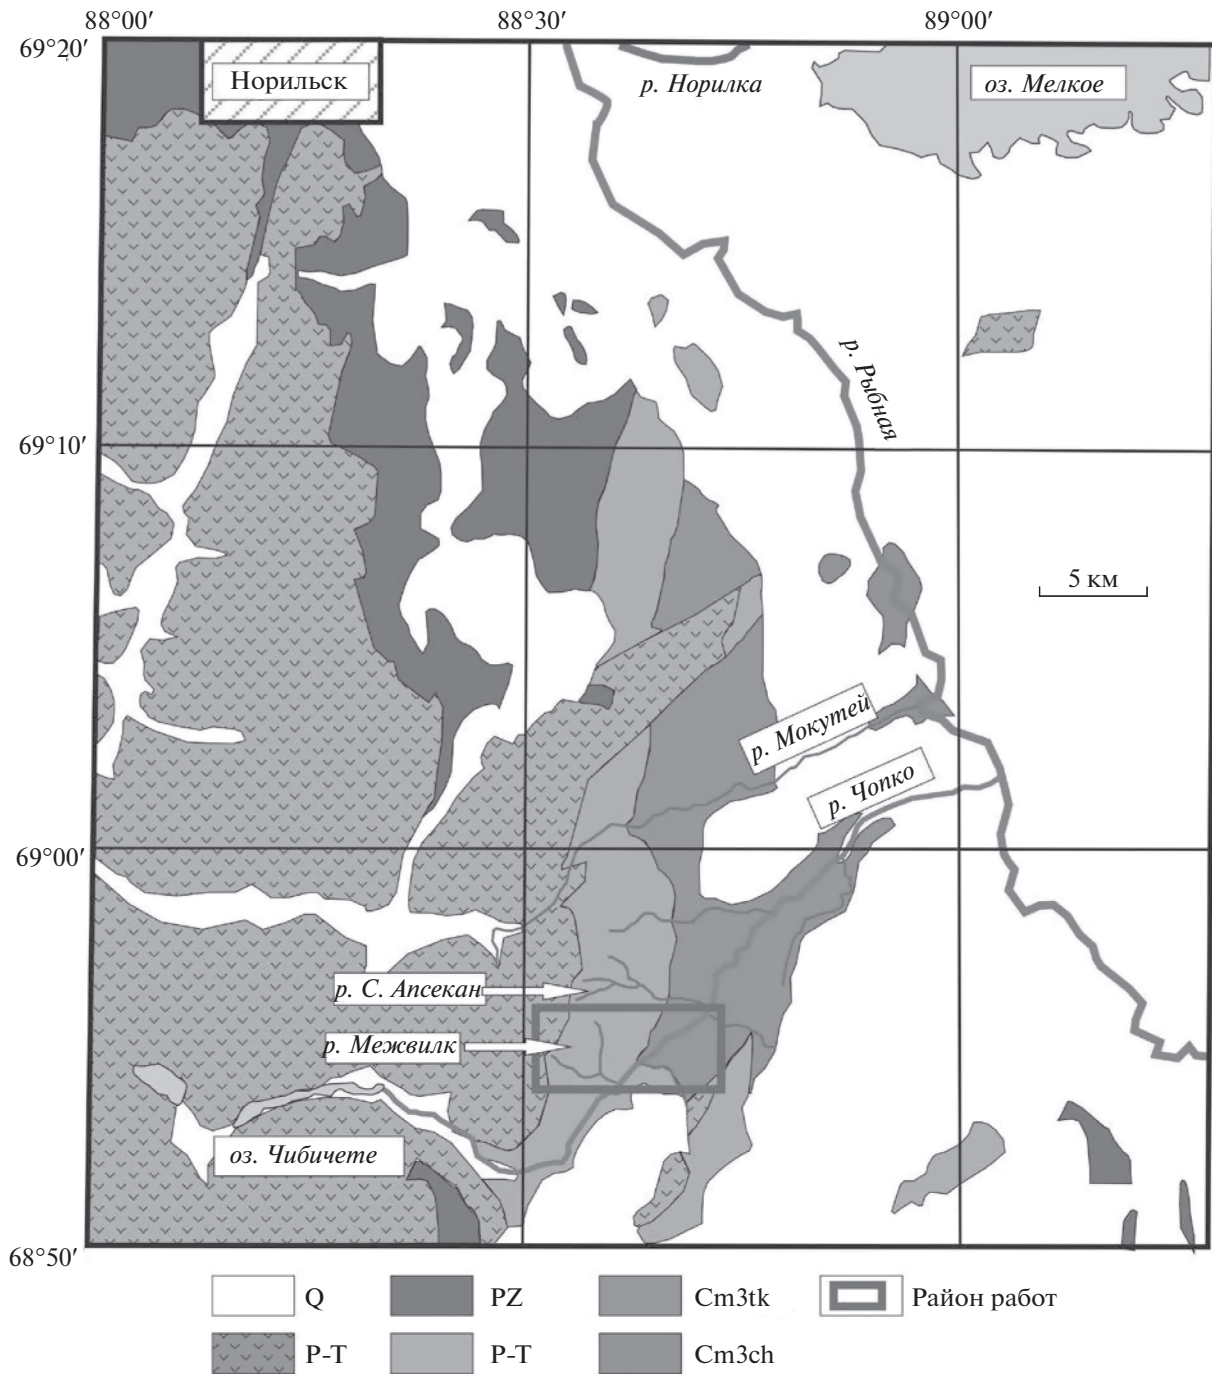 88°00′
88°30′
89°00′
69°20′
Норильск
р. Норилка
оз. Мелкое
р. Рыбная
69°10′
5 км
р. Мокутей
р. Чопко
69°00′
р. С. Апсекан
р. Межвилк
оз. Чибичете
68°50′
Q
PZ
Cm3tk
Район работ
P-T
P-T
Cm3ch